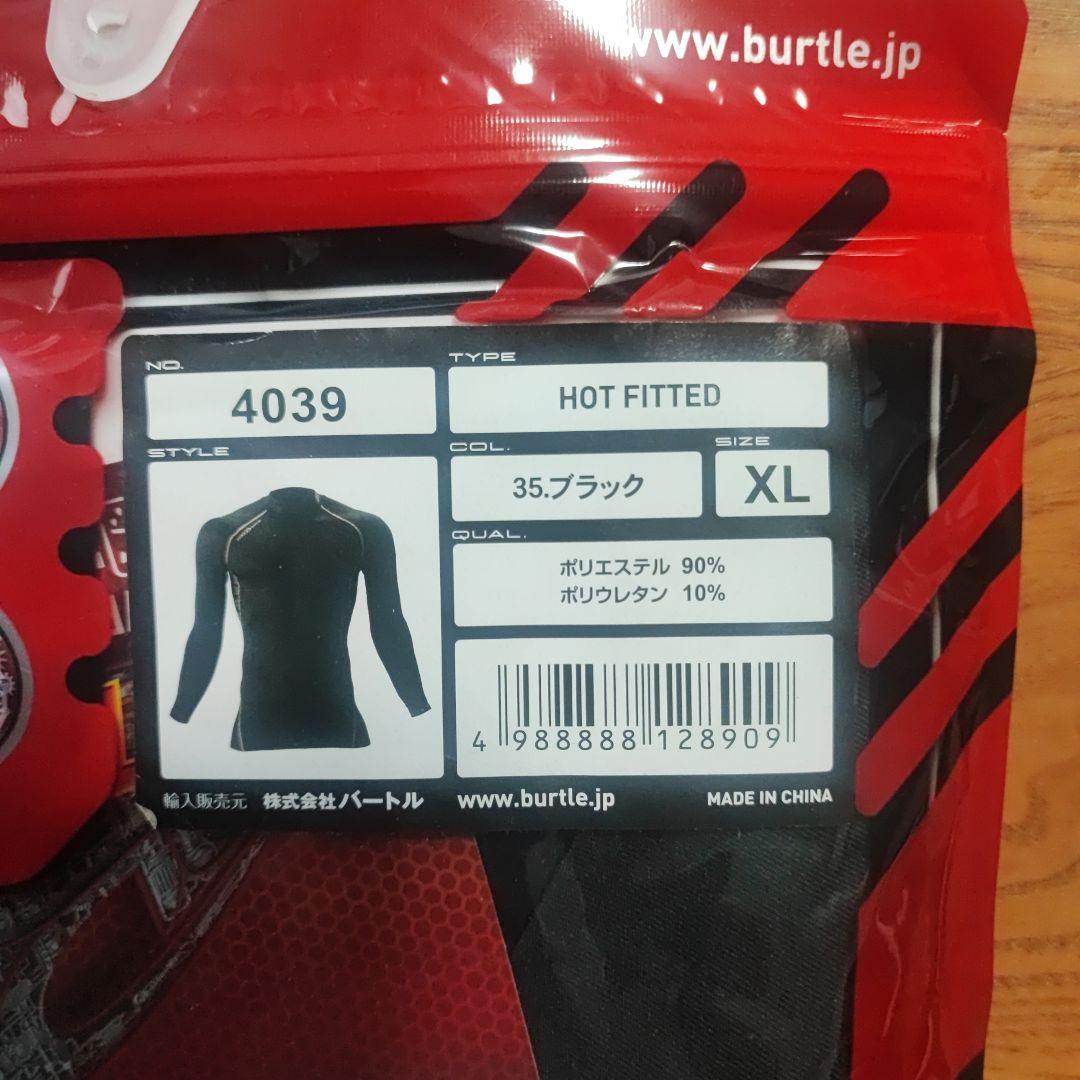 www.burtle.jp
NO.
4039
TYPE
HOT FITTED
STYLE
COL.
35.ブラック
SIZE
XL
QUAL.
ポリエステル 90%
ポリウレタン 10%
4 988888 128909
輸入販売元 株式会社バートル
www.burtle.jp
MADE IN CHINA